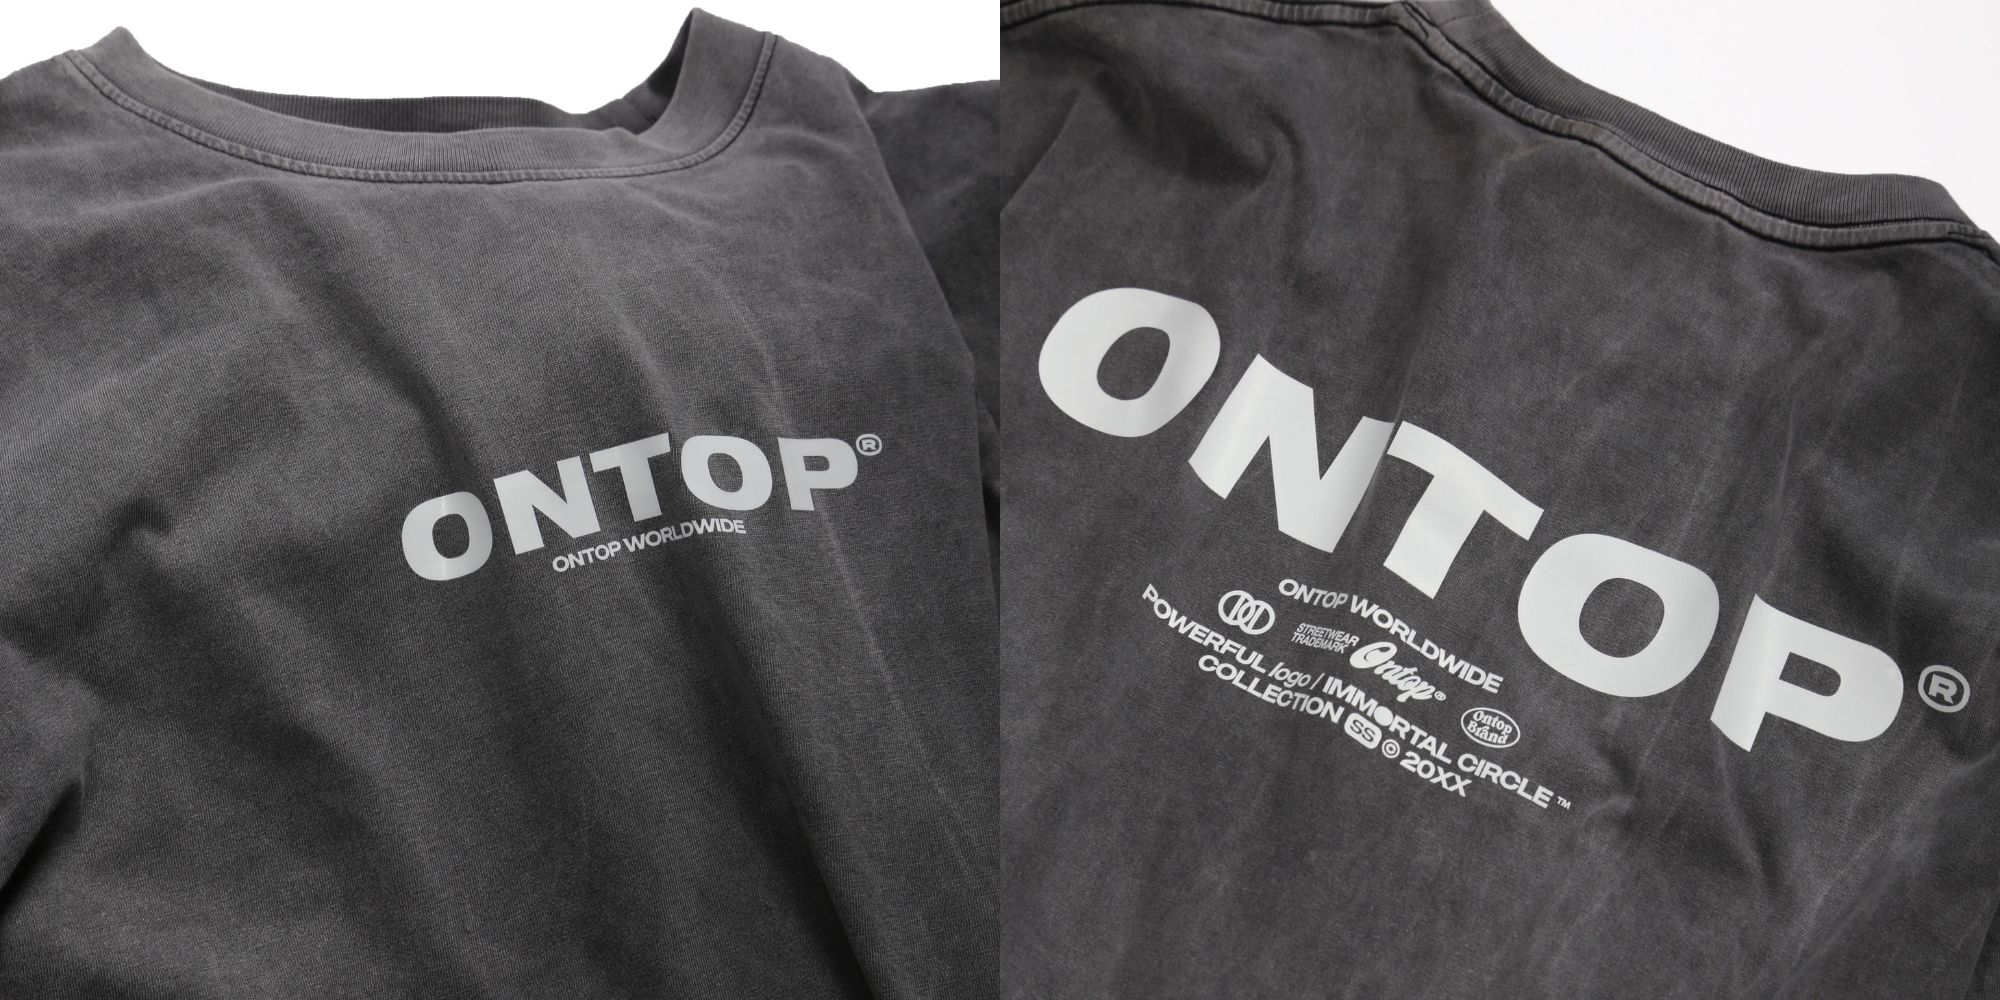 ONTOP®
ONTOP WORLDWIDE
ONTOP®
ONTOP WORLDWIDE
STREETWEAR
TRADEMARK
Ontop®
POWERFUL logo / IMMORTAL CIRCLE ™
Ontop
Brand
COLLECTION SS © 20XX